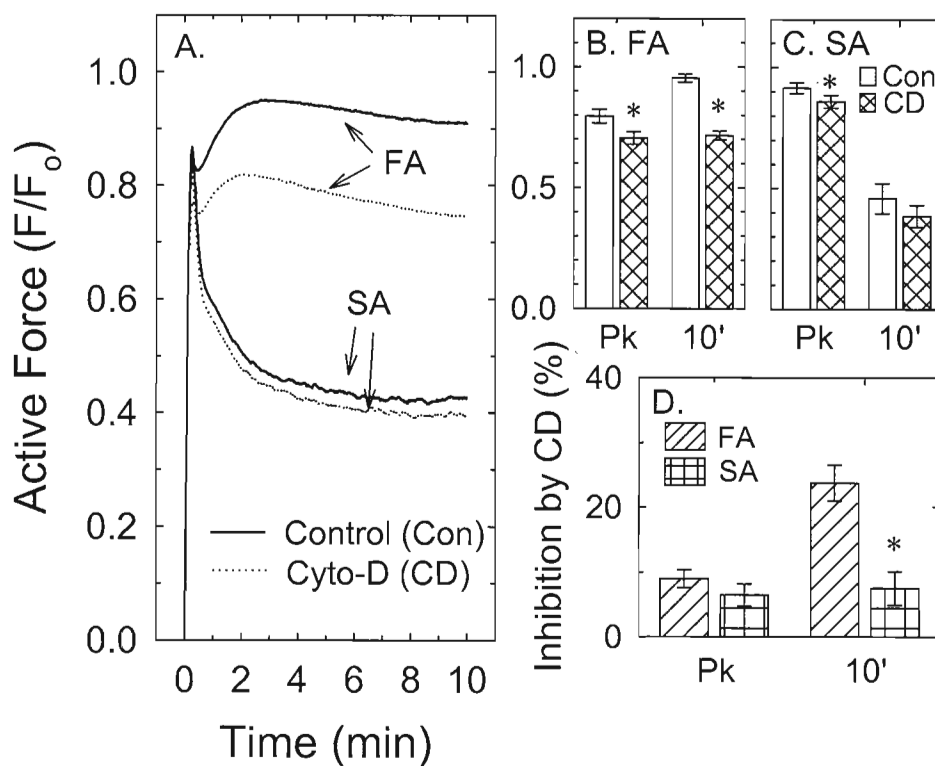 A.
1.0
0.8
0.6
0.4
0.2
0.0
Active Force (F/Fo)
FA
SA
Control (Con)
Cyto-D (CD)
0 2 4 6 8 10
Time (min)
B. FA
1.0
0.5
0.0
*
*
Pk 10'
C. SA
Con
CD
*
Pk 10'
D.
FA
SA
40
20
0
Inhibition by CD (%)
*
Pk 10'